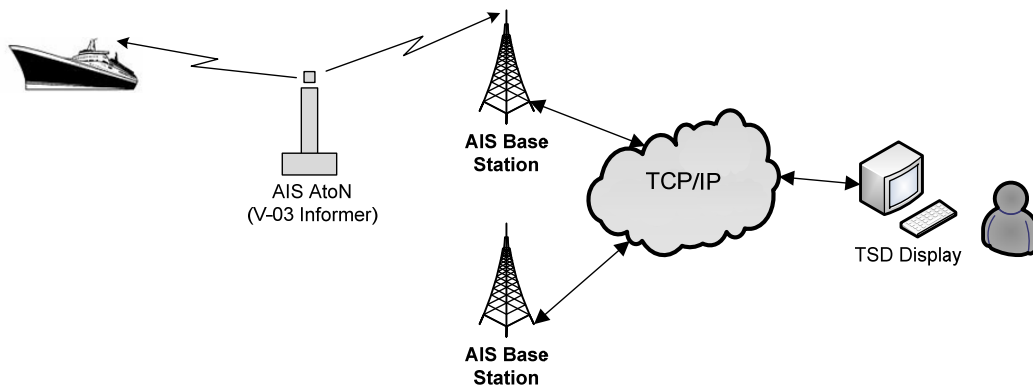 AIS Base
Station
AIS AtoN
(V-03 Informer)
TCP/IP
TSD Display
AIS Base
Station